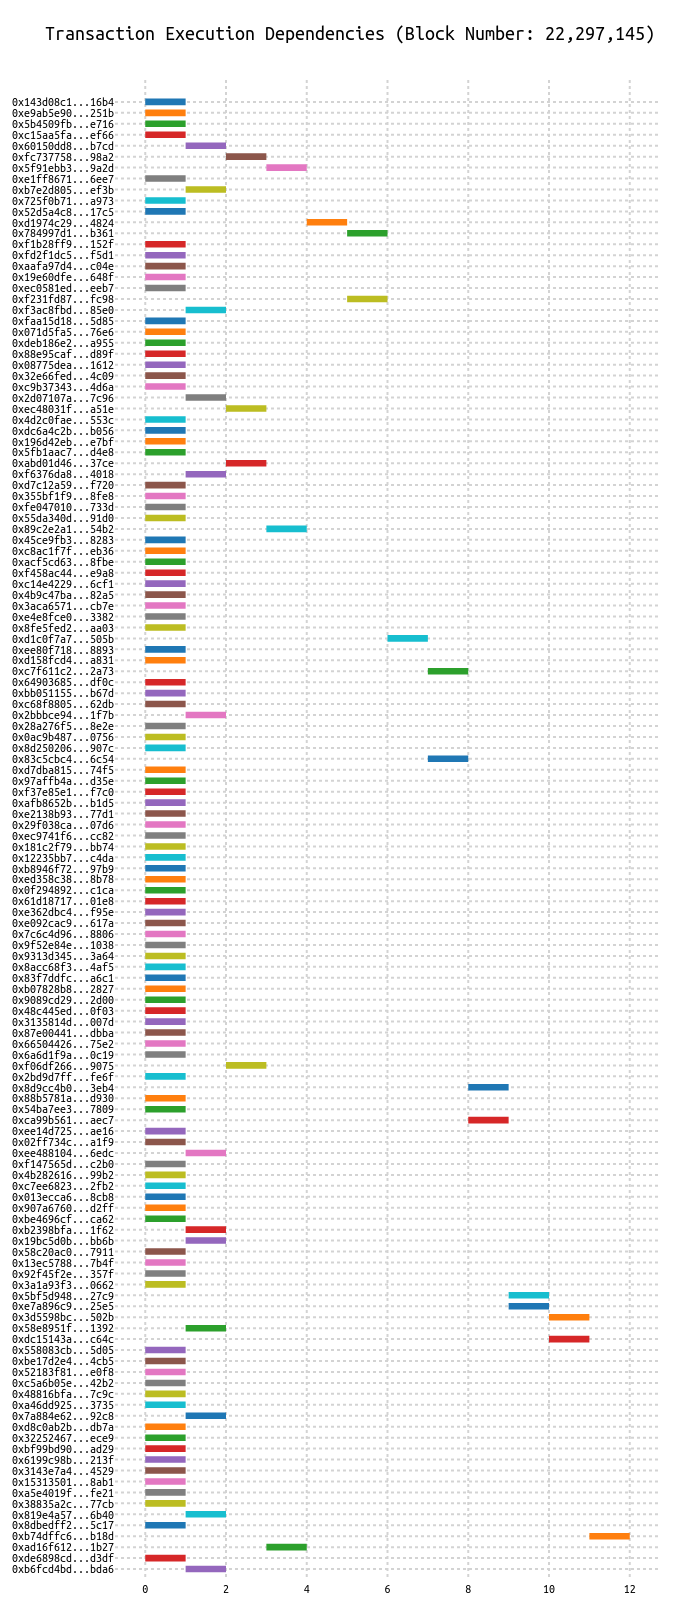 Transaction Execution Dependencies (Block Number: 22,297,145)
0x143d08c1...16b4
0xe9ab5e90...251b
0x5b4509fb...e716
0xc15aa5fa...ef66
0x60150dd8...b7cd
0xfc737758...98a2
0x5f91ebb3...9a2d
0xe1ff8671...6ee7
0xb7e2d805...ef3b
0x725f0b71...a973
0x52d5a4c8...17c5
0xd1974c29...4824
0x784997d1...b361
0xf1b28ff9...152f
0xfd2f1dc5...f5d1
0xaafa97d4...c04e
0x19e60dfe...648f
0xec0581ed...eeb7
0xf231fd87...fc98
0xf3ac8fbd...85e0
0xfaa15d18...5d85
0x071d5fa5...76e6
0xdeb186e2...a955
0x88e95caf...d89f
0x08775dea...1612
0x32e66fed...4c09
0xc9b37343...4d6a
0x2d07107a...7c96
0xec48031f...a51e
0x4d2c0fae...553c
0xdc6a4c2b...b056
0x196d42eb...e7bf
0x5fb1aac7...d4e8
0xabd01d46...37ce
0xf6376da8...4018
0xd7c12a59...f720
0x355bf1f9...8fe8
0xfe047010...733d
0x55da340d...91d0
0x89c2e2a1...54b2
0x45ce9fb3...8283
0xc8ac1f7f...eb36
0xacf5cd63...8fbe
0xf458ac44...e9a8
0xc14e4229...6cf1
0x4b9c47ba...82a5
0x3aca6571...cb7e
0xe4e8fce0...3382
0x8fe5fed2...aa03
0xd1c0f7a7...505b
0xee80f718...8893
0xd158fcd4...a831
0xc7f611c2...2a73
0x64903685...df0c
0xbb051155...b67d
0xc68f8805...62db
0x2bbbce94...1f7b
0x28a276f5...8e2e
0x0ac9b487...0756
0x8d250206...907c
0x83c5cbc4...6c54
0xd7dba815...74f5
0x97affb4a...d35e
0xf37e85e1...f7c0
0xafb8652b...b1d5
0xe2138b93...77d1
0x29f038ca...07d6
0xec9741f6...cc82
0x181c2f79...bb74
0x12235bb7...c4da
0xb8946f72...97b9
0xed358c38...8b78
0x0f294892...c1ca
0x61d18717...01e8
0xe362dbc4...f95e
0xe092cac9...617a
0x7c6c4d96...8806
0x9f52e84e...1038
0x9313d345...3a64
0x8acc68f3...4af5
0x83f7ddfc...a6c1
0xb07828b8...2827
0x9089cd29...2d00
0x48c445ed...0f03
0x3135814d...007d
0x87e00441...dbba
0x66504426...75e2
0x6a6d1f9a...0c19
0xf06df266...9075
0x2bd9d7ff...fe6f
0x8d9cc4b0...3eb4
0x88b5781a...d930
0x54ba7ee3...7809
0xca99b561...aec7
0xee14d725...ae16
0x02ff734c...a1f9
0xee488104...6edc
0xf147565d...c2b0
0x4b282616...99b2
0xc7ee6823...2fb2
0x013ecca6...8cb8
0x907a6760...d2ff
0xbe4696cf...ca62
0xb2398bfa...1f62
0x19bc5d0b...bb6b
0x58c20ac0...7911
0x13ec5788...7b4f
0x92f45f2e...357f
0x3a1a93f3...0662
0x5bf5d948...27c9
0xe7a896c9...25e5
0x3d5598bc...502b
0x58e8951f...1392
0xdc15143a...c64c
0x558083cb...5d05
0xbe17d2e4...4cb5
0x52183f81...e0f8
0xc5a6b05e...42b2
0x48816bfa...7c9c
0xa46dd925...3735
0x7a884e62...92c8
0xd8c0ab2b...db7a
0x32252467...ece9
0xbf99bd90...ad29
0x6199c98b...213f
0x3143e7a4...4529
0x15313501...8ab1
0xa5e4019f...fe21
0x38835a2c...77cb
0x819e4a57...6b40
0x8dbedff2...5c17
0xb74dffc6...b18d
0xad16f612...1b27
0xde6898cd...d3df
0xb6fcd4bd...bda6
0 2 4 6 8 10 12